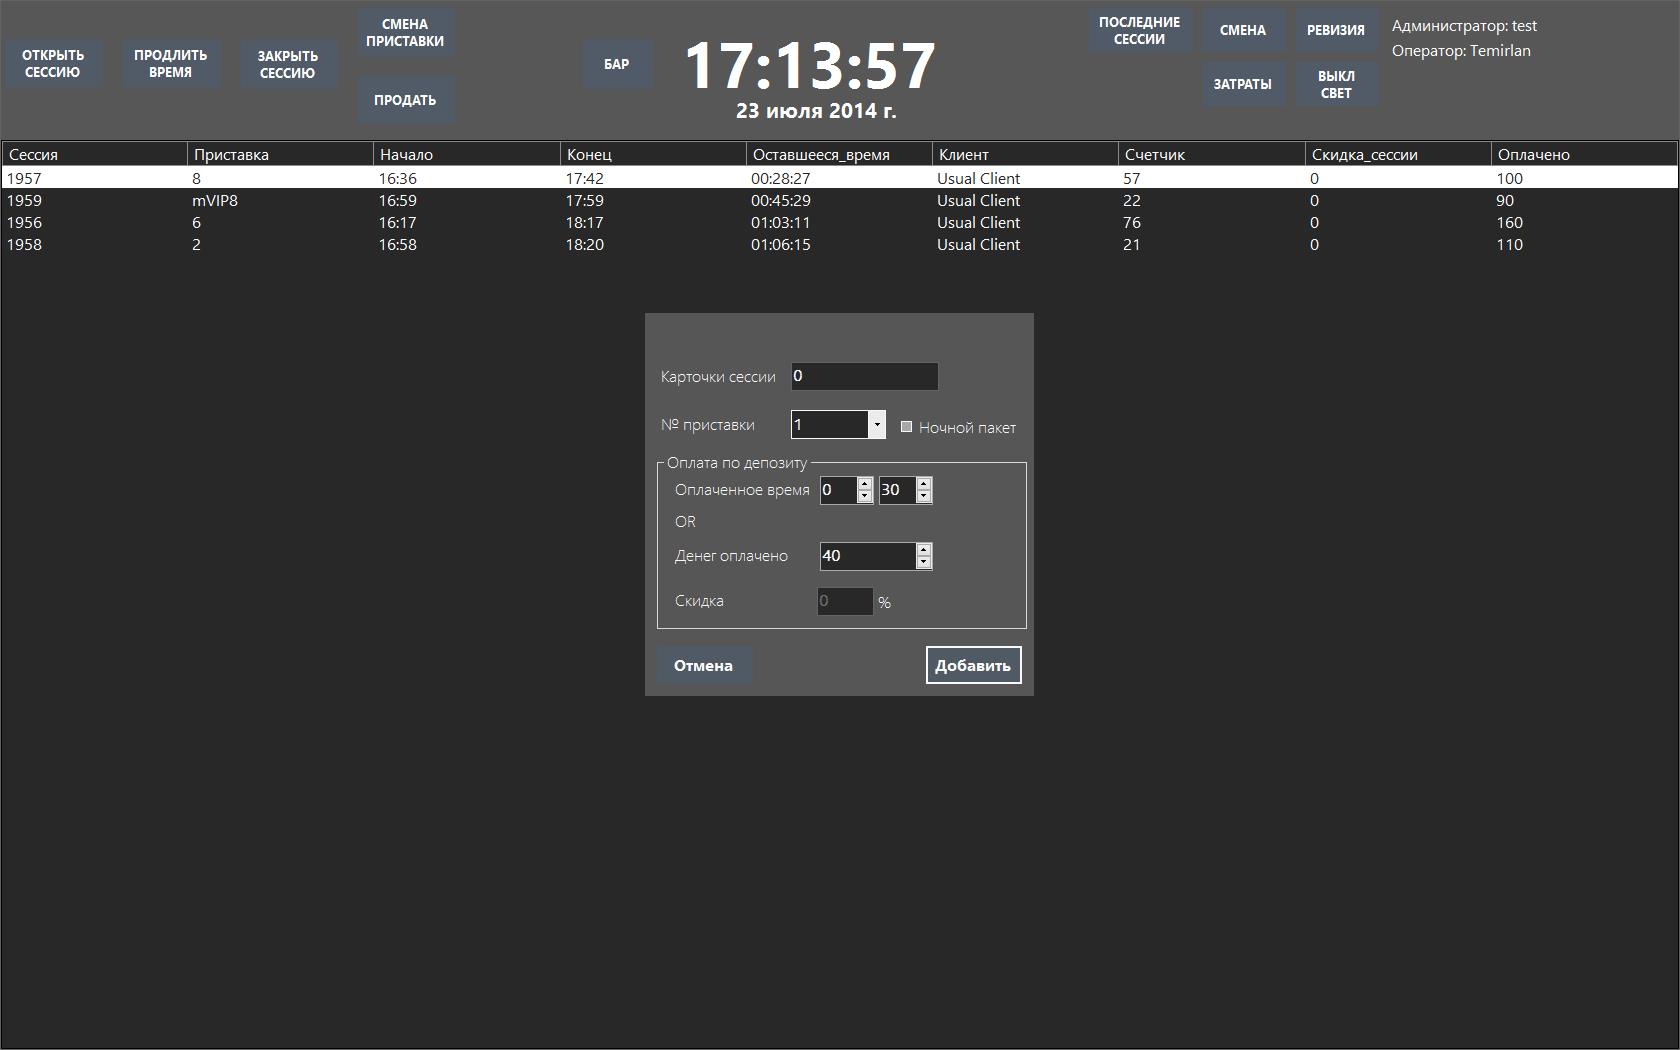 ОТКРЫТЬ
СЕССИЮ
ПРОДЛИТЬ
ВРЕМЯ
ЗАКРЫТЬ
СЕССИЮ
СМЕНА
ПРИСТАВКИ
ПРОДАТЬ
БАР
17:13:57
23 июля 2014 г.
ПОСЛЕДНИЕ
СЕССИИ
СМЕНА
РЕВИЗИЯ
ЗАТРАТЫ
ВЫКЛ
СВЕТ
Администратор: test
Оператор: Temirlan
Сессия Приставка Начало Конец Оставшееся_время Клиент Счетчик Скидка_сессии Оплачено
1957 8 16:36 17:42 00:28:27 Usual Client 57 0 100
1959 mVIP8 16:59 17:59 00:45:29 Usual Client 22 0 90
1956 6 16:17 18:17 01:03:11 Usual Client 76 0 160
1958 2 16:58 18:20 01:06:15 Usual Client 21 0 110
Карточки сессии 0
№ приставки 1 Ночной пакет
Оплата по депозиту
Оплаченное время 0 30
OR
Денег оплачено 40
Скидка 0 %
Отмена Добавить